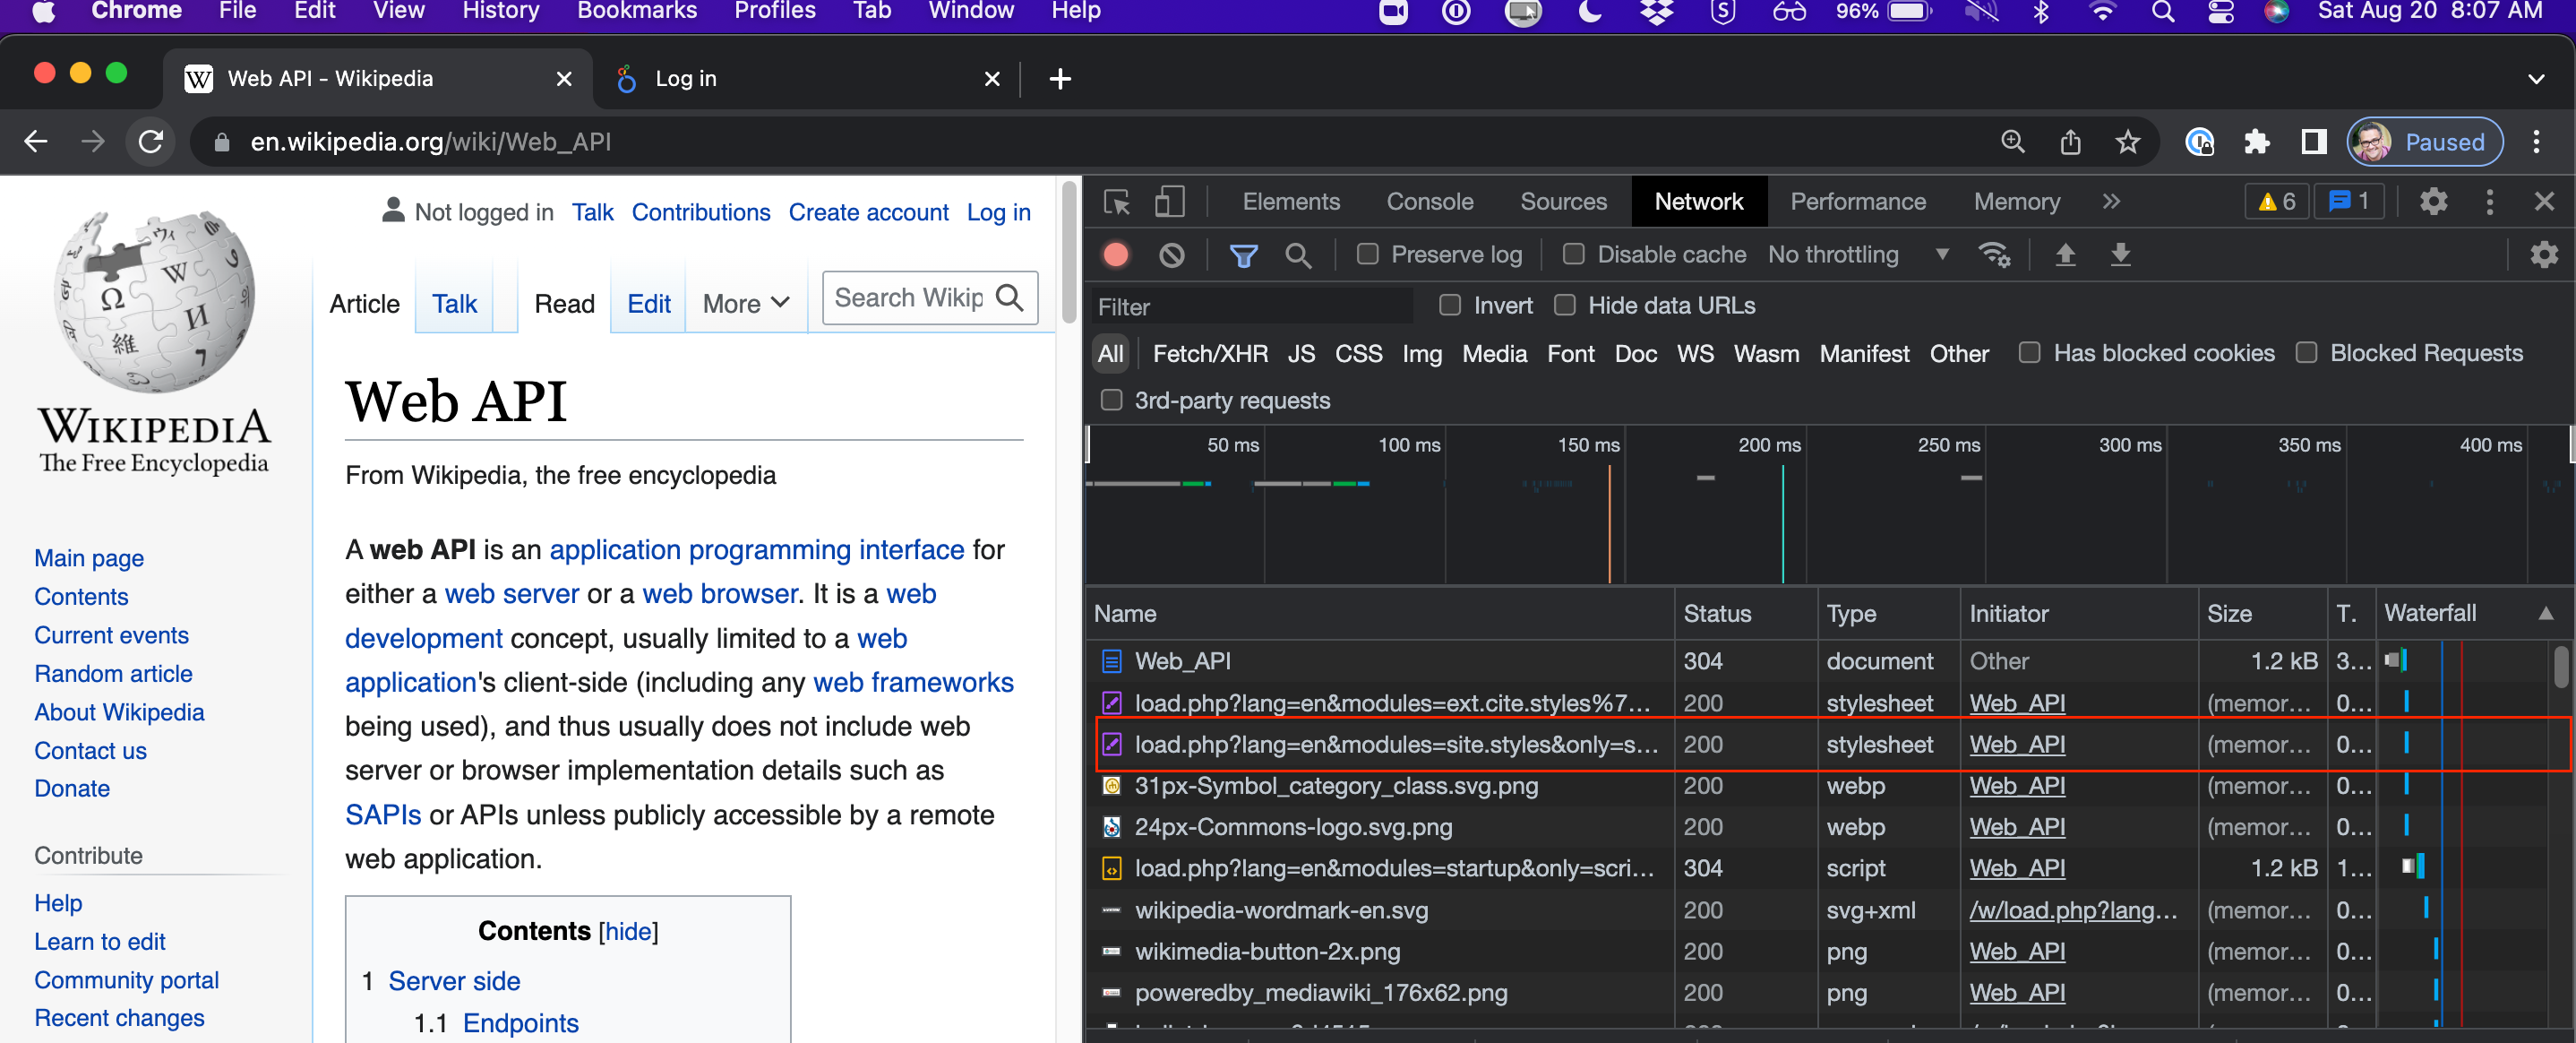 Chrome File Edit View History Bookmarks Profiles Tab Window Help 96% Sat Aug 20 8:07 AM
Web API - Wikipedia Log in
en.wikipedia.org/wiki/Web_API Paused
Not logged in Talk Contributions Create account Log in
Article Talk Read Edit More Search Wikip
WIKIPEDIA
The Free Encyclopedia
Main page
Contents
Current events
Random article
About Wikipedia
Contact us
Donate
Contribute
Help
Learn to edit
Community portal
Recent changes
Web API
From Wikipedia, the free encyclopedia
A web API is an application programming interface for
either a web server or a web browser. It is a web
development concept, usually limited to a web
application's client-side (including any web frameworks
being used), and thus usually does not include web
server or browser implementation details such as
SAPIs or APIs unless publicly accessible by a remote
web application.
Contents [hide]
1 Server side
1.1 Endpoints
Elements Console Sources Network Performance Memory 6 1
Preserve log Disable cache No throttling
Filter Invert Hide data URLs
All Fetch/XHR JS CSS Img Media Font Doc WS Wasm Manifest Other Has blocked cookies Blocked Requests
3rd-party requests
50 ms 100 ms 150 ms 200 ms 250 ms 300 ms 350 ms 400 ms
Name Status Type Initiator Size T. Waterfall
Web_API 304 document Other 1.2 kB 3...
load.php?lang=en&modules=ext.cite.styles%7... 200 stylesheet Web_API (memor... 0...
load.php?lang=en&modules=site.styles&only=s... 200 stylesheet Web_API (memor... 0...
31px-Symbol_category_class.svg.png 200 webp Web_API (memor... 0...
24px-Commons-logo.svg.png 200 webp Web_API (memor... 0...
load.php?lang=en&modules=startup&only=scri... 304 script Web_API 1.2 kB 1...
wikipedia-wordmark-en.svg 200 svg+xml /w/load.php?lang... (memor... 0...
wikimedia-button-2x.png 200 png Web_API (memor... 0...
poweredby_mediawiki_176x62.png 200 png Web_API (memor... 0...